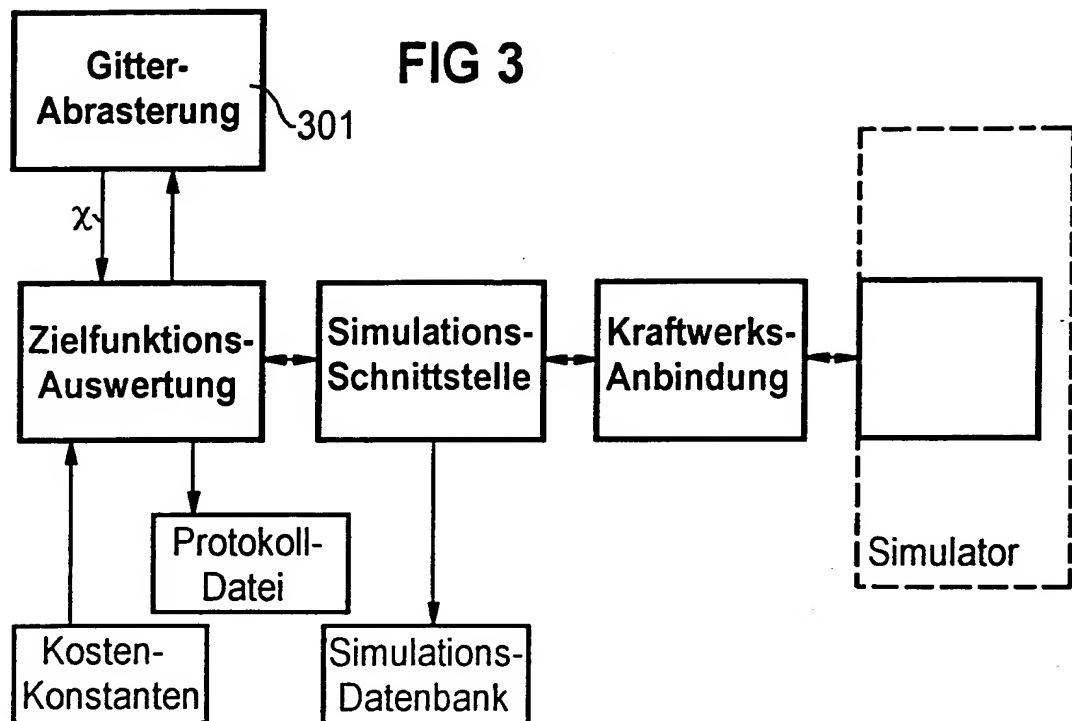 FIG 3
Gitter-
Abrasterung
301
χ
Zielfunktions-
Auswertung
Simulations-
Schnittstelle
Kraftwerks-
Anbindung
Simulator
Protokoll-
Datei
Kosten-
Konstanten
Simulations-
Datenbank